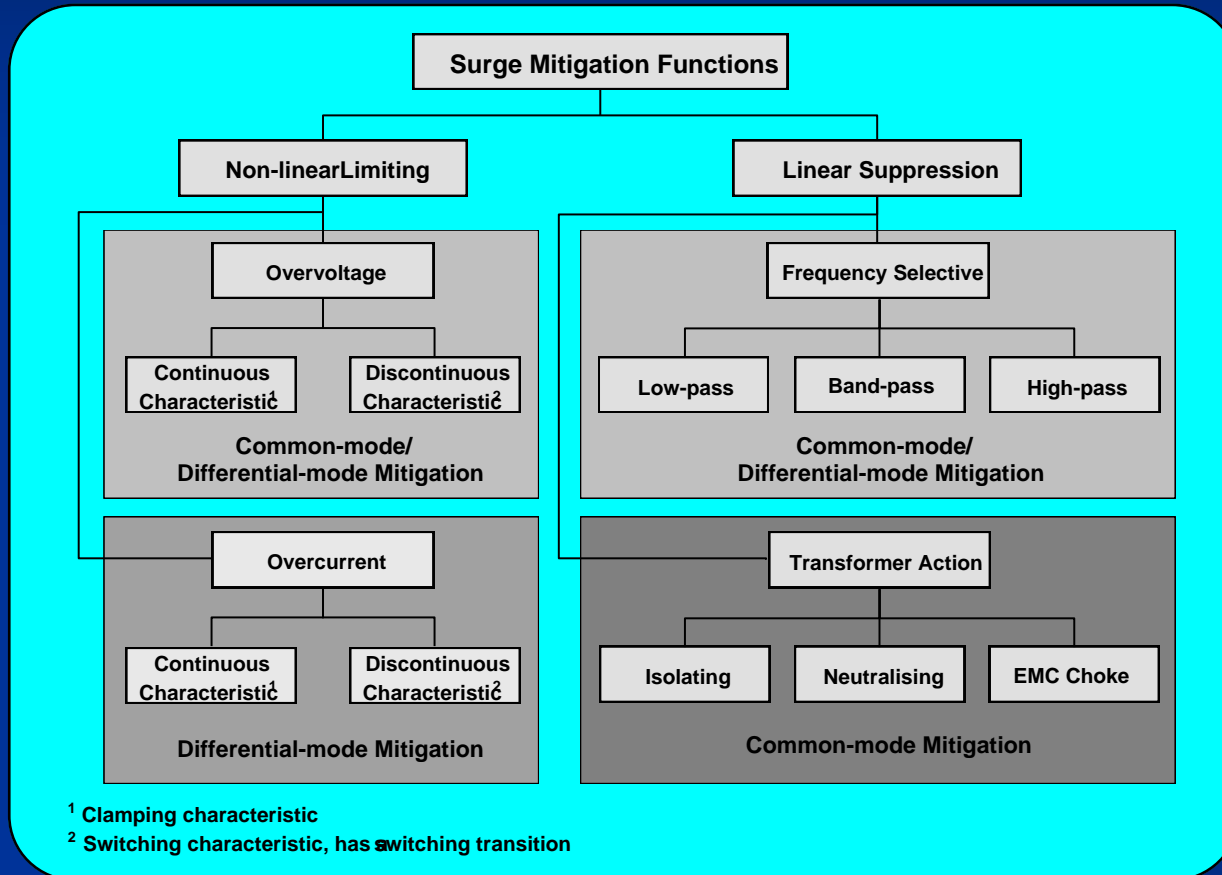 Surge Mitigation Functions
Non-linearLimiting
Linear Suppression
Overvoltage
Continuous
Characteristic1
Discontinuous
Characteristic2
Common-mode/
Differential-mode Mitigation
Frequency Selective
Low-pass
Band-pass
High-pass
Common-mode/
Differential-mode Mitigation
Overcurrent
Continuous
Characteristic1
Discontinuous
Characteristic2
Differential-mode Mitigation
Transformer Action
Isolating
Neutralising
EMC Choke
Common-mode Mitigation
1 Clamping characteristic
2 Switching characteristic, has a switching transition